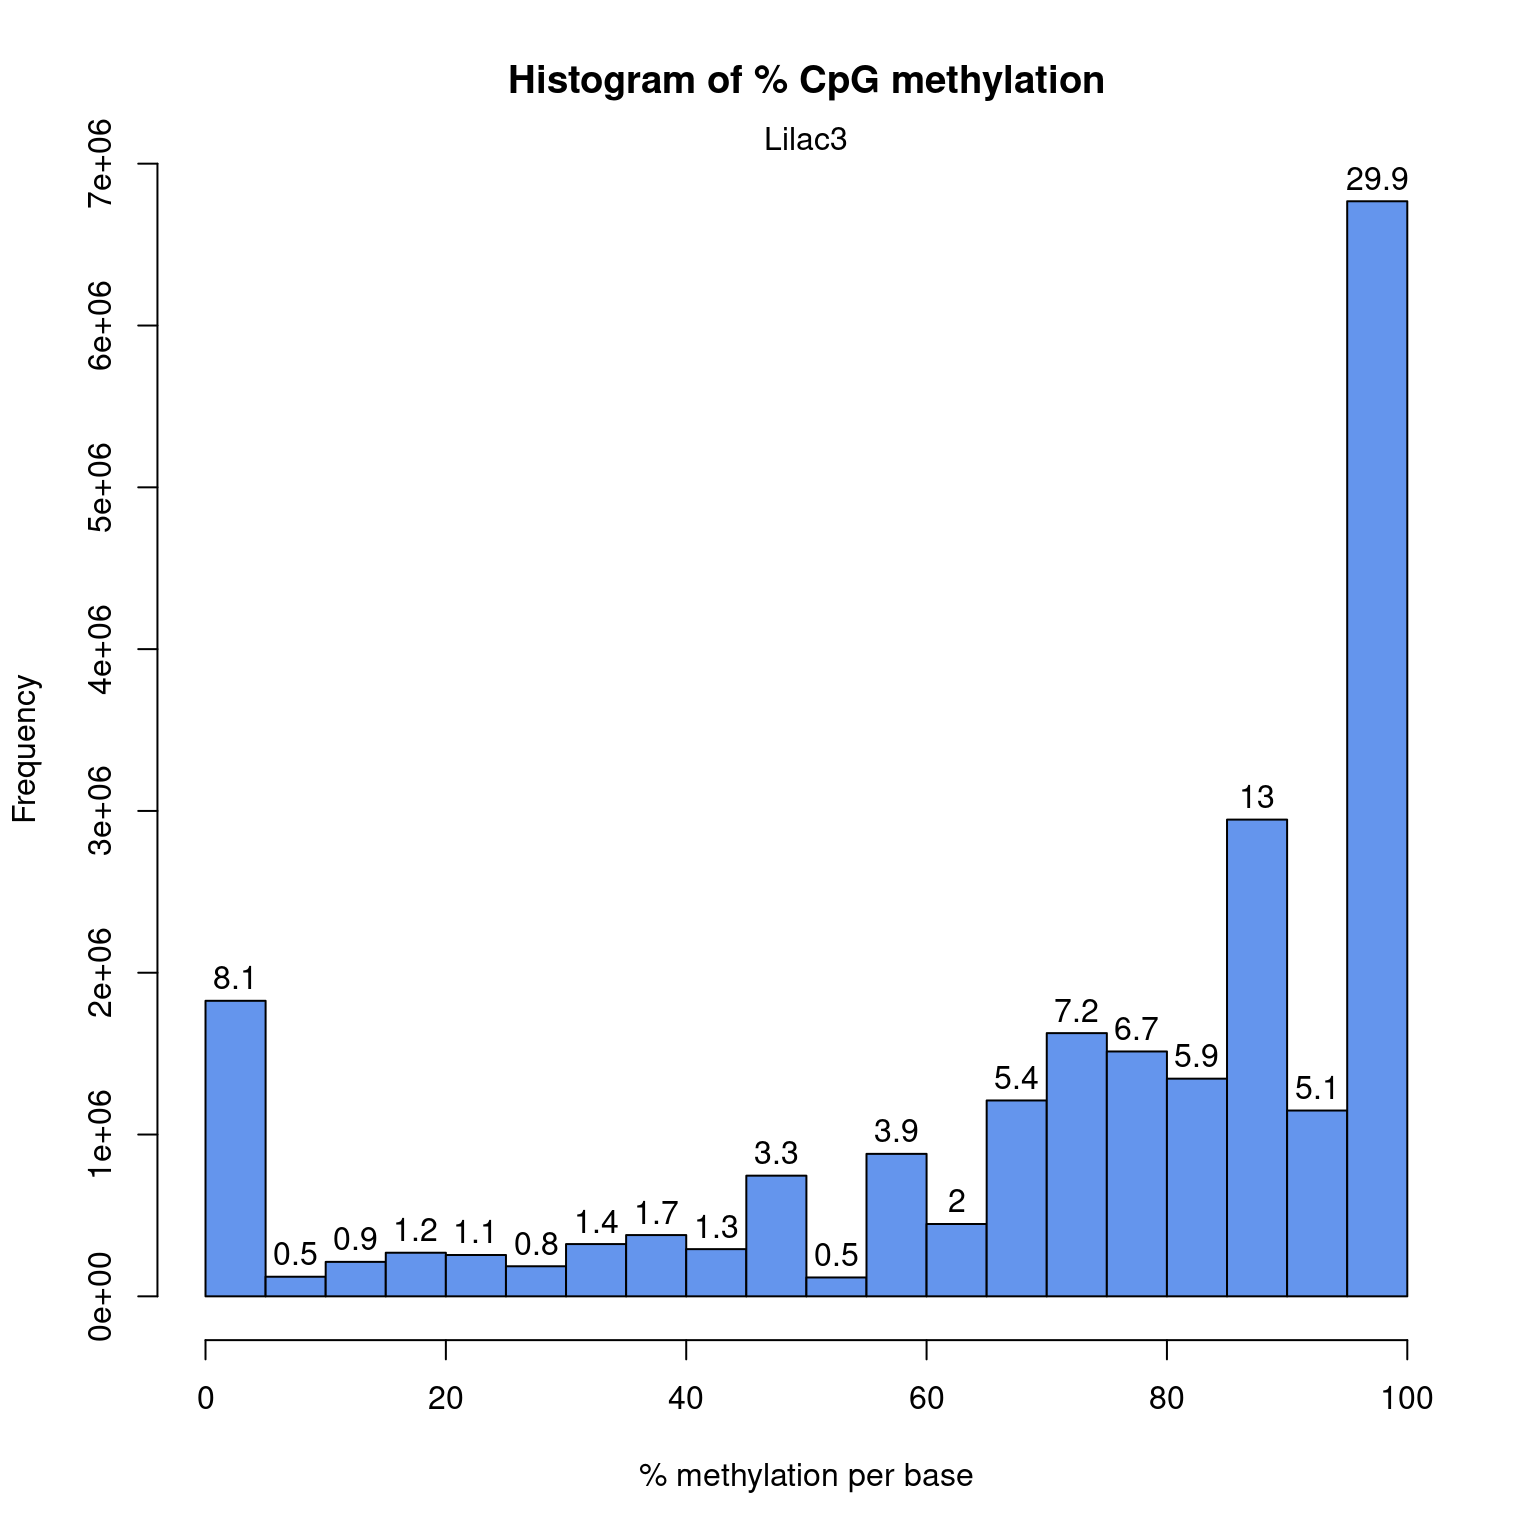 Histogram of % CpG methylation
Lilac3
7e+06
6e+06
5e+06
4e+06
3e+06
2e+06
1e+06
0e+00
Frequency
8.1
0.5
0.9
1.2
1.1
0.8
1.4
1.7
1.3
3.3
0.5
3.9
2
5.4
7.2
6.7
5.9
13
5.1
29.9
0 20 40 60 80 100
% methylation per base